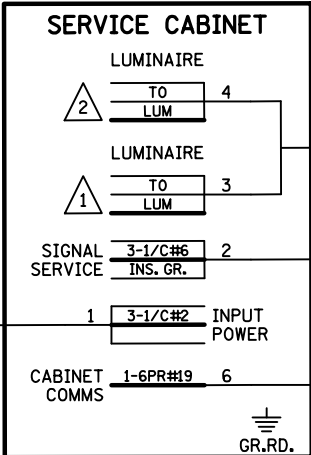 SERVICE CABINET
LUMINAIRE
2
TO
LUM
4
LUMINAIRE
1
TO
LUM
3
SIGNAL
SERVICE
3-1/C#6
INS. GR.
2
1
3-1/C#2
INPUT
POWER
CABINET
COMMS
1-6PR#19
6
GR.RD.